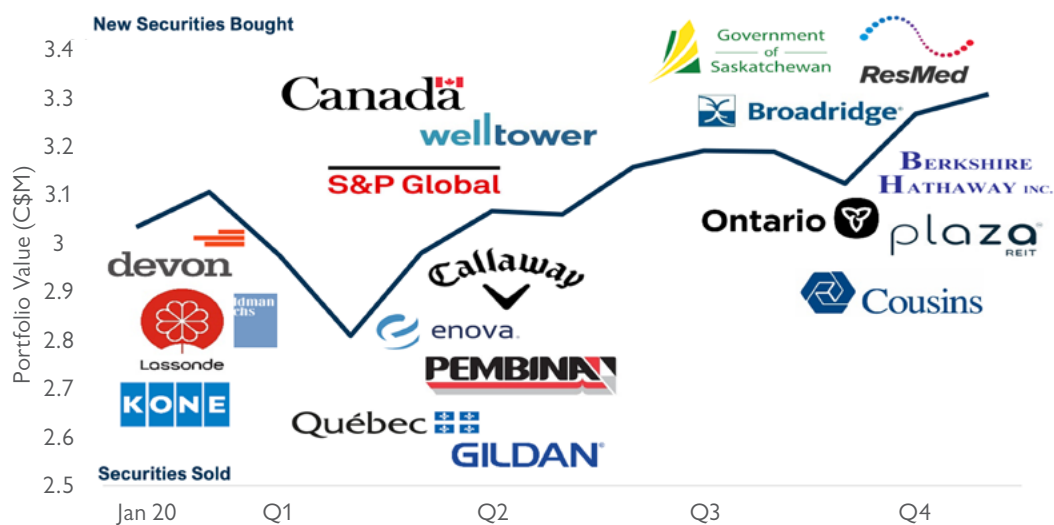 New Securities Bought
Portfolio Value (C$M)
3.4
3.3
3.2
3.1
3
2.9
2.8
2.7
2.6
2.5
Government
of
Saskatchewan
ResMed
Canada
welltower
Broadridge®
S&P Global
BERKSHIRE
HATHAWAY INC.
Ontario
plaza
REIT
devon
Callaway
Cousins
ldman
chs
enova.
Lassonde
PEMBINA
KONE
Québec
GILDAN®
Securities Sold
Jan 20
Q1
Q2
Q3
Q4